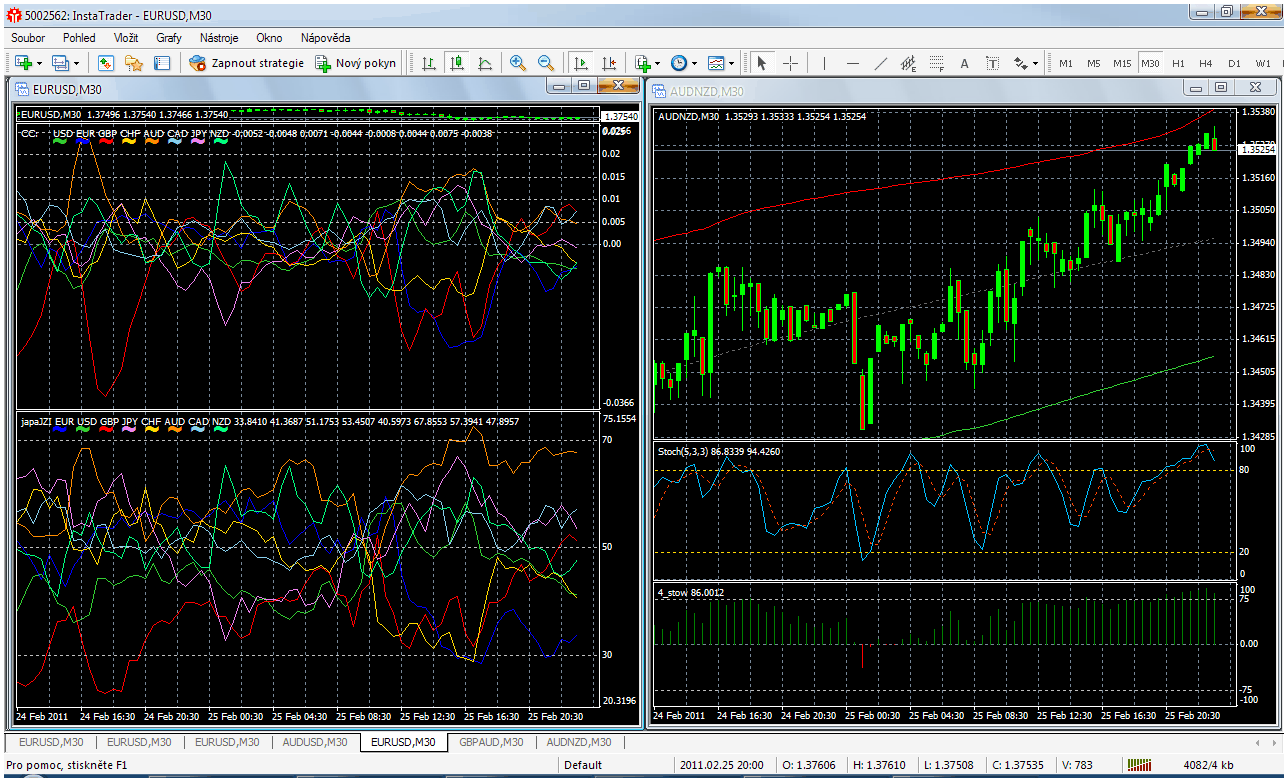 5002562: InstaTrader - EURUSD,M30
Soubor Pohled Vložit Grafy Nástroje Okno Nápověda
Zapnout strategie Nový pokyn A T M1 M5 M15 M30 H1 H4 D1 W1
EURUSD,M30
EURUSD,M30 1.37496 1.37540 1.37466 1.37540
1.37540
CC: USD EUR GBP CHF AUD CAD JPY NZD -0.0052 -0.0048 0.0071 -0.0044 -0.0008 0.0044 0.0075 -0.0038
0.02
0.015
0.01
0.005
0.00
-0.0366
japaJZI EUR USD GBP JPY CHF AUD CAD NZD 33.8410 41.3687 51.1753 53.4507 40.5973 67.8553 57.3941 47.8957
75.1554
70
50
30
20.3196
24 Feb 2011 24 Feb 16:30 24 Feb 20:30 25 Feb 00:30 25 Feb 04:30 25 Feb 08:30 25 Feb 12:30 25 Feb 16:30 25 Feb 20:30
AUDNZD,M30
AUDNZD,M30 1.35293 1.35333 1.35254 1.35254
1.35380
1.35254
1.35160
1.35050
1.34940
1.34830
1.34725
1.34615
1.34505
1.34395
1.34285
Stoch(5,3,3) 86.8339 94.4260
100
80
20
0
4_stow 86.0012
100
75
0.00
-75
-100
24 Feb 2011 24 Feb 16:30 24 Feb 20:30 25 Feb 00:30 25 Feb 04:30 25 Feb 08:30 25 Feb 12:30 25 Feb 16:30 25 Feb 20:30
EURUSD,M30 EURUSD,M30 EURUSD,M30 AUDUSD,M30 EURUSD,M30 GBPAUD,M30 AUDNZD,M30
Pro pomoc, stiskněte F1 Default 2011.02.25 20:00 O: 1.37606 H: 1.37610 L: 1.37508 C: 1.37535 V: 783 4082/4 kb